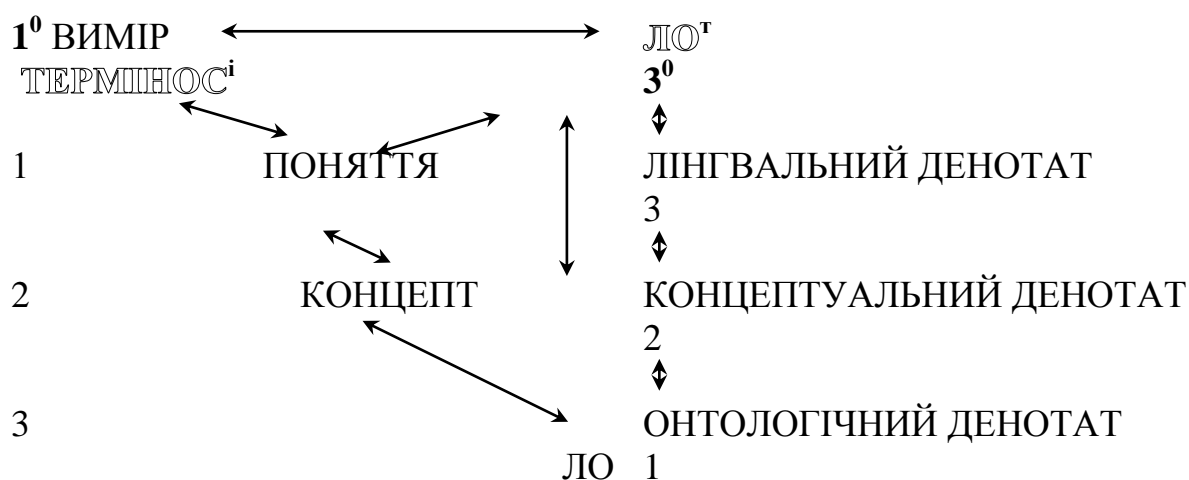 1⁰ ВИМІР ЛОᵀ
ТЕРМІНОСⁱ 3⁰
1 ПОНЯТТЯ ЛІНГВАЛЬНИЙ ДЕНОТАТ
3
2 КОНЦЕПТ КОНЦЕПТУАЛЬНИЙ ДЕНОТАТ
2
3 ОНТОЛОГІЧНИЙ ДЕНОТАТ
ЛО 1